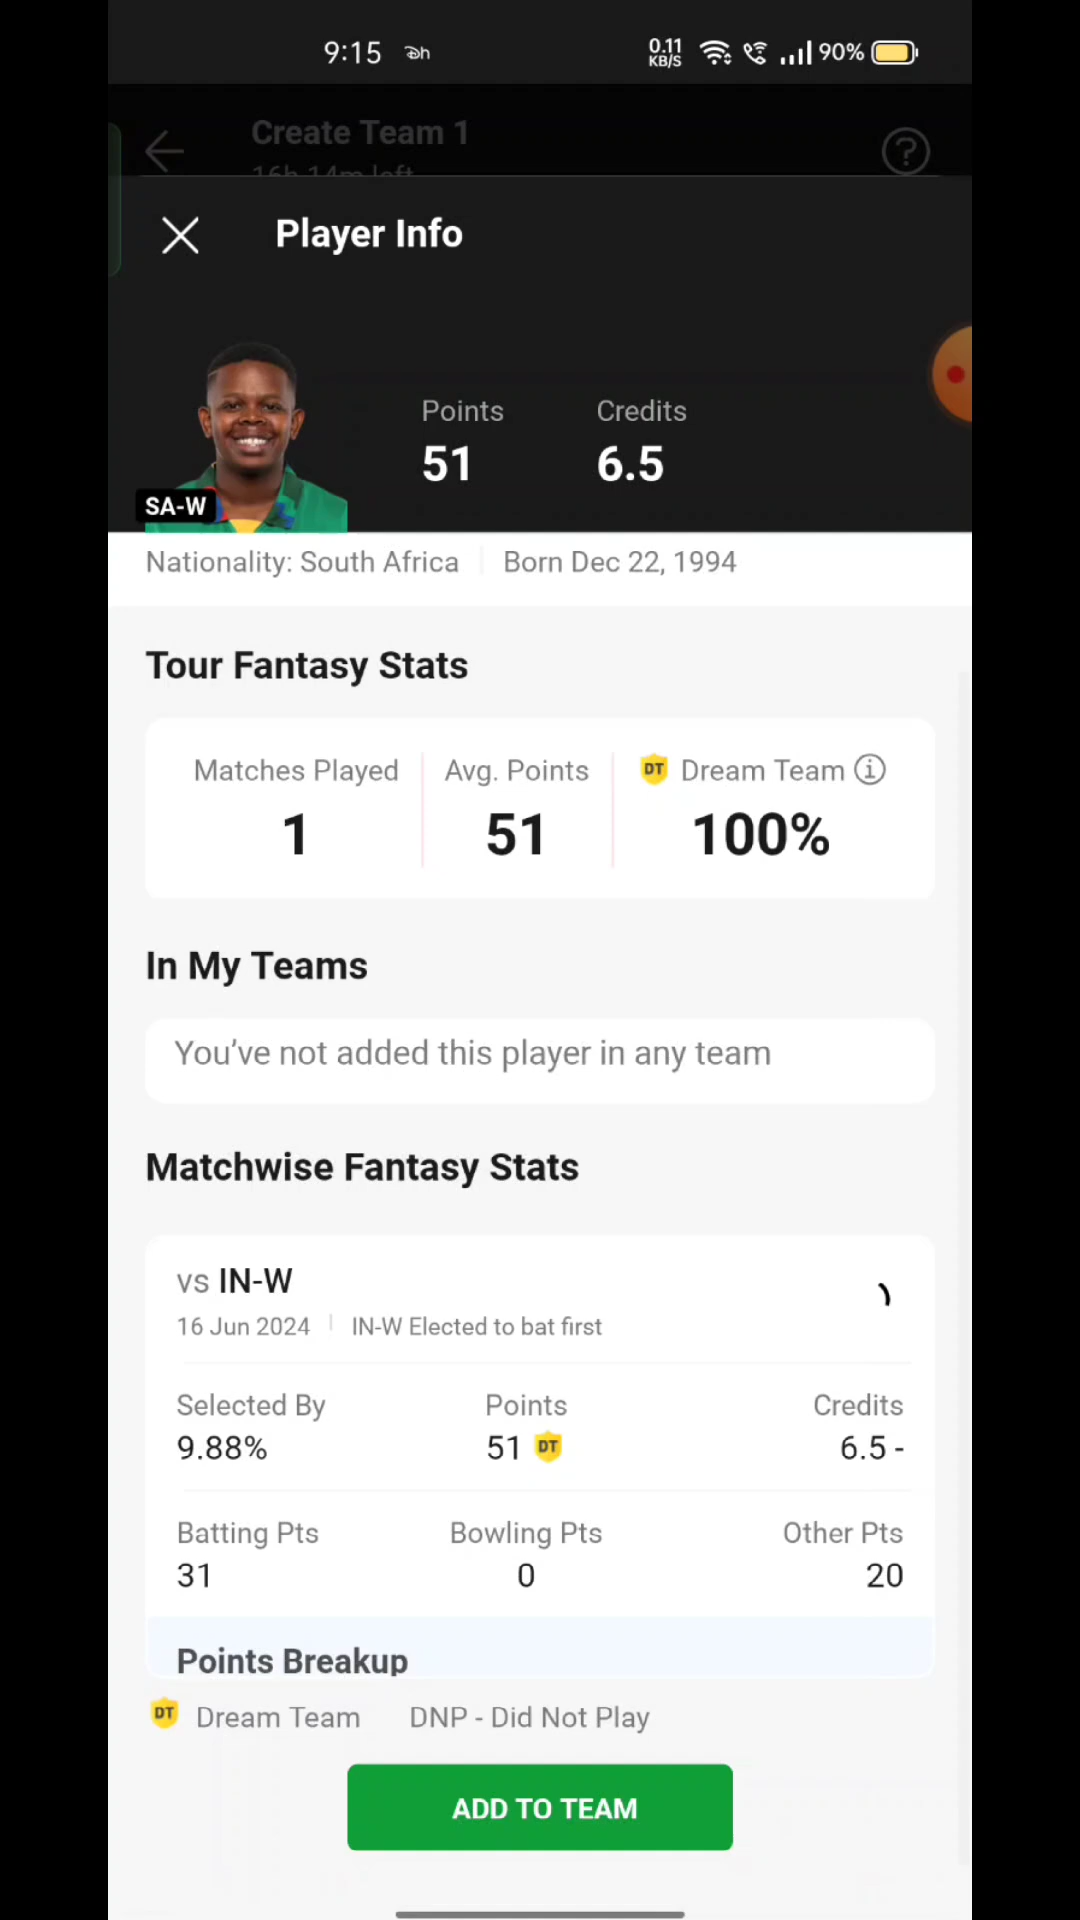 9:15
0.11
KB/S
90%
Create Team 1
16h 14m left
Player Info
Points
Credits
51
6.5
SA-W
Nationality: South Africa
Born Dec 22, 1994
Tour Fantasy Stats
Matches Played
Avg. Points
DT Dream Team
1
51
100%
In My Teams
You've not added this player in any team
Matchwise Fantasy Stats
vs IN-W
16 Jun 2024
IN-W Elected to bat first
Selected By
Points
Credits
9.88%
51 DT
6.5 -
Batting Pts
Bowling Pts
Other Pts
31
0
20
Points Breakup
DT Dream Team
DNP - Did Not Play
ADD TO TEAM